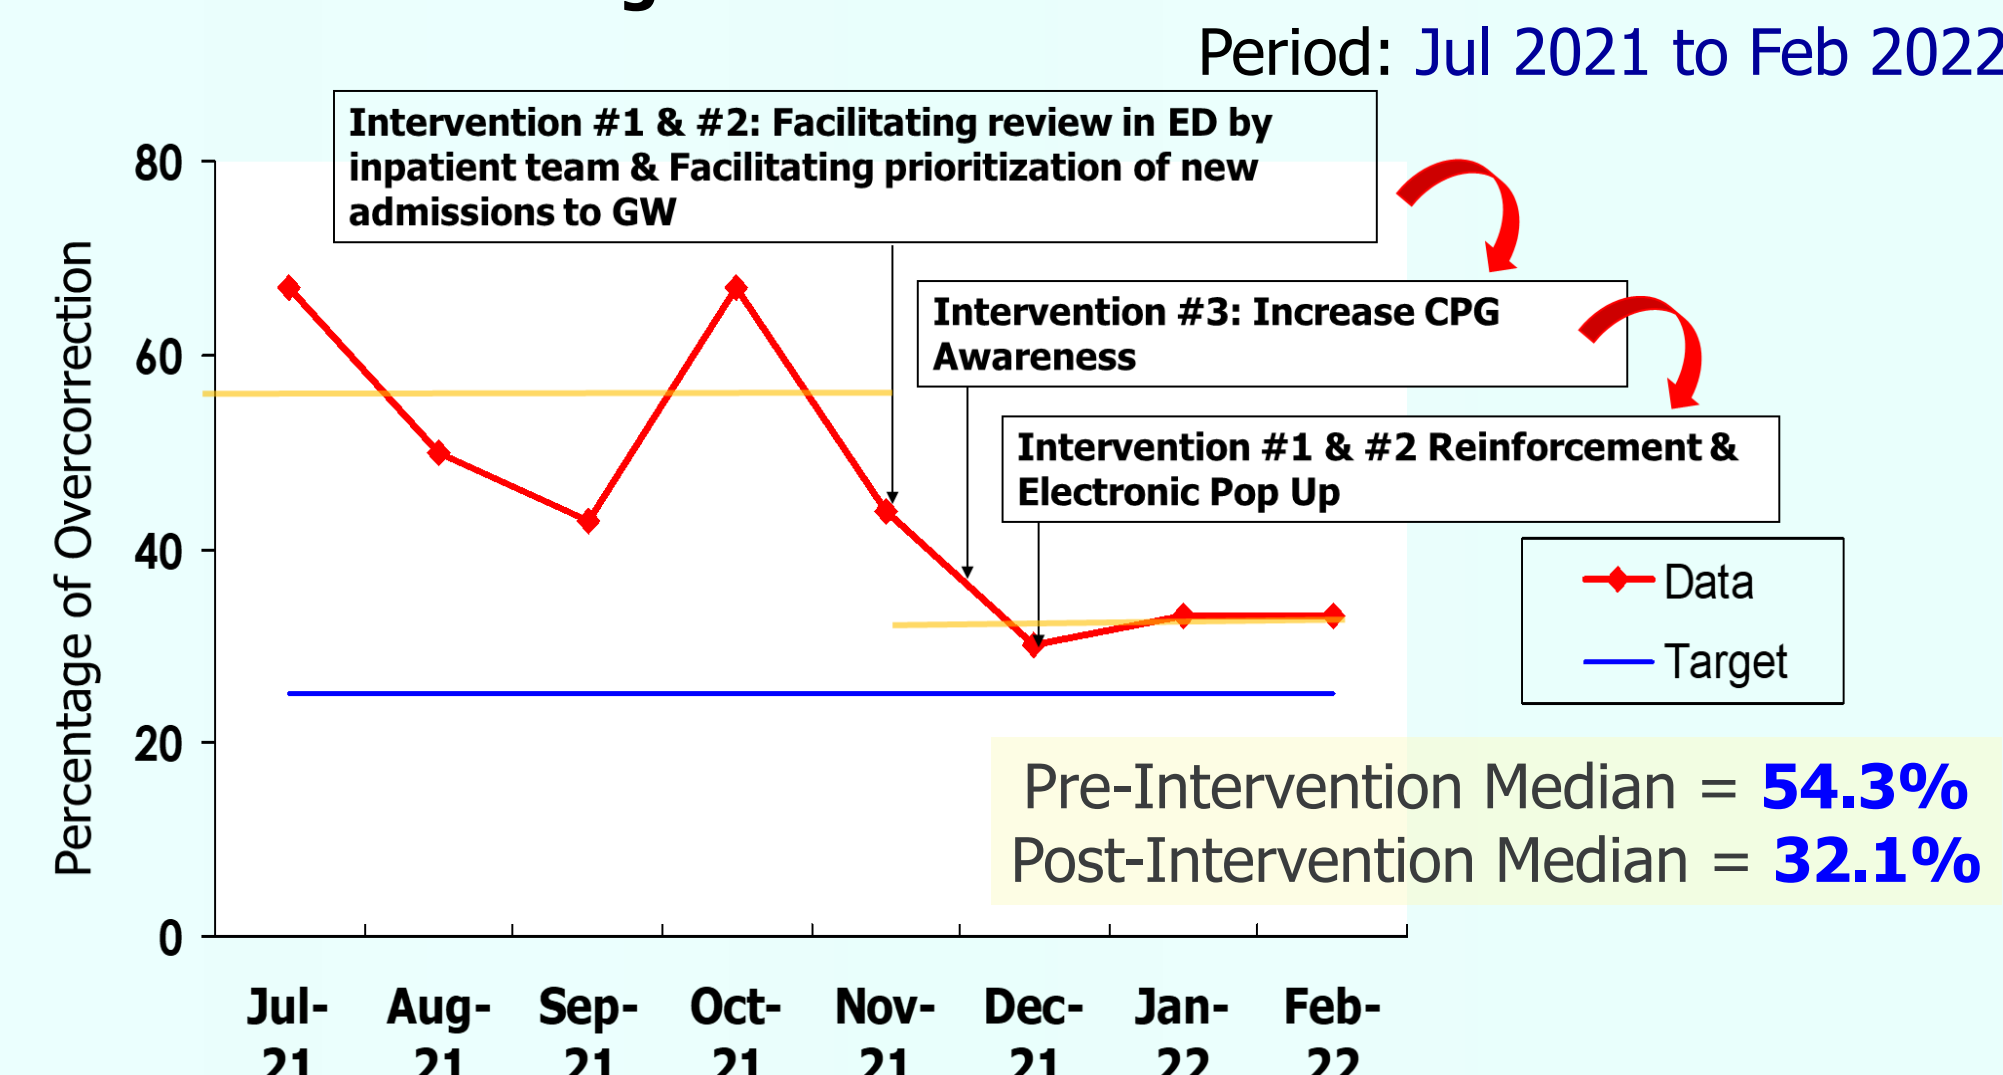 Period: Jul 2021 to Feb 2022
Intervention #1 & #2: Facilitating review in ED by
inpatient team & Facilitating prioritization of new
admissions to GW
Intervention #3: Increase CPG
Awareness
Intervention #1 & #2 Reinforcement &
Electronic Pop Up
Percentage of Overcorrection
80
60
40
20
0
Data
Target
Pre-Intervention Median = 54.3%
Post-Intervention Median = 32.1%
Jul- Aug- Sep- Oct- Nov- Dec- Jan- Feb-
21 21 21 21 21 21 22 22